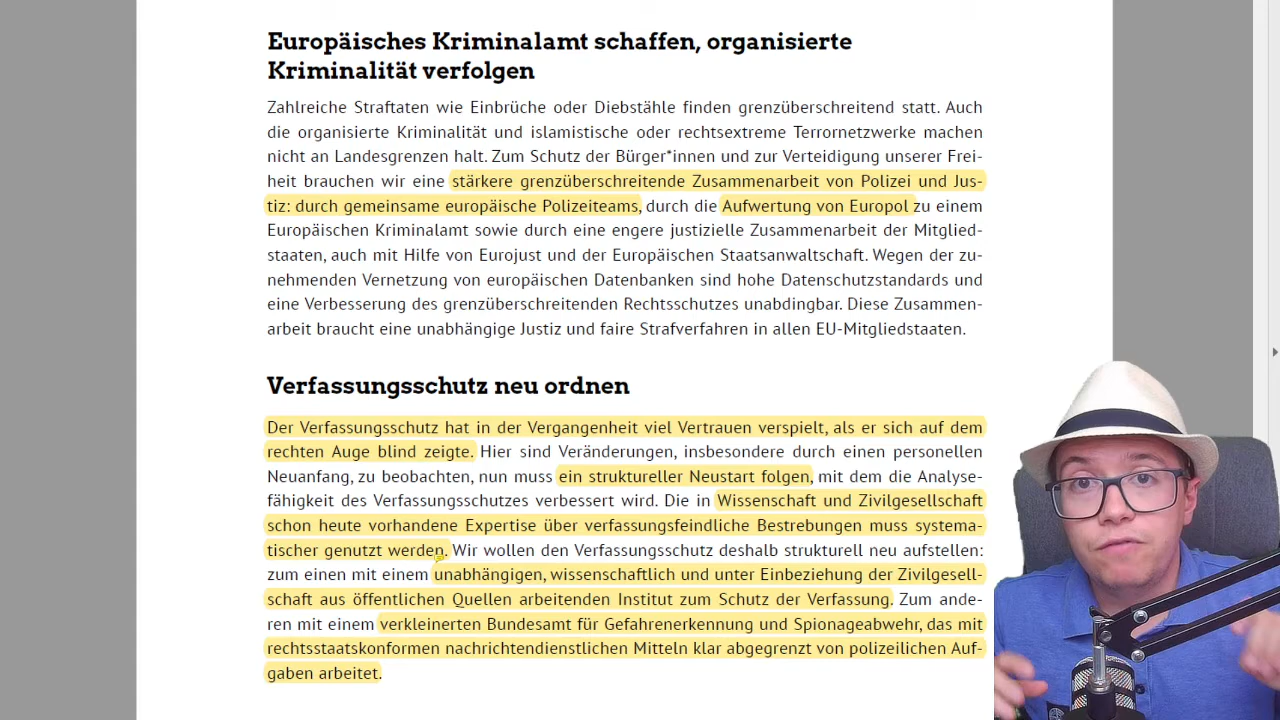 Europäisches Kriminalamt schaffen, organisierte
Kriminalität verfolgen
Zahlreiche Straftaten wie Einbrüche oder Diebstähle finden grenzüberschreitend statt. Auch
die organisierte Kriminalität und islamistische oder rechtsextreme Terrornetzwerke machen
nicht an Landesgrenzen halt. Zum Schutz der Bürger*innen und zur Verteidigung unserer Frei-
heit brauchen wir eine stärkere grenzüberschreitende Zusammenarbeit von Polizei und Jus-
tiz: durch gemeinsame europäische Polizeiteams, durch die Aufwertung von Europol zu einem
Europäischen Kriminalamt sowie durch eine engere justizielle Zusammenarbeit der Mitglied-
staaten, auch mit Hilfe von Eurojust und der Europäischen Staatsanwaltschaft. Wegen der zu-
nehmenden Vernetzung von europäischen Datenbanken sind hohe Datenschutzstandards und
eine Verbesserung des grenzüberschreitenden Rechtsschutzes unabdingbar. Diese Zusammen-
arbeit braucht eine unabhängige Justiz und faire Strafverfahren in allen EU-Mitgliedstaaten.
Verfassungsschutz neu ordnen
Der Verfassungsschutz hat in der Vergangenheit viel Vertrauen verspielt, als er sich auf dem
rechten Auge blind zeigte. Hier sind Veränderungen, insbesondere durch einen personellen
Neuanfang, zu beobachten, nun muss ein struktureller Neustart folgen, mit dem die Analyse-
fähigkeit des Verfassungsschutzes verbessert wird. Die in Wissenschaft und Zivilgesellschaft
schon heute vorhandene Expertise über verfassungsfeindliche Bestrebungen muss systema-
tischer genutzt werden. Wir wollen den Verfassungsschutz deshalb strukturell neu aufstellen:
zum einen mit einem unabhängigen, wissenschaftlich und unter Einbeziehung der Zivilgesell-
schaft aus öffentlichen Quellen arbeitenden Institut zum Schutz der Verfassung. Zum ande-
ren mit einem verkleinerten Bundesamt für Gefahrenerkennung und Spionageabwehr, das mit
rechtsstaatskonformen nachrichtendienstlichen Mitteln klar abgegrenzt von polizeilichen Auf-
gaben arbeitet.